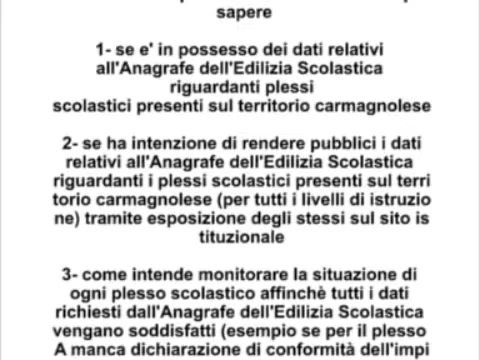 sapere
1- se e' in possesso dei dati relativi
all'Anagrafe dell'Edilizia Scolastica
riguardanti plessi
scolastici presenti sul territorio carmagnolese
2- se ha intenzione di rendere pubblici i dati
relativi all'Anagrafe dell'Edilizia Scolastica
riguardanti i plessi scolastici presenti sul terri
torio carmagnolese (per tutti i livelli di istruzio
ne) tramite esposizione degli stessi sul sito is
tituzionale
3- come intende monitorare la situazione di
ogni plesso scolastico affinchè tutti i dati
richiesti dall'Anagrafe dell'Edilizia Scolastica
vengano soddisfatti (esempio se per il plesso
A manca dichiarazione di conformità dell'impi